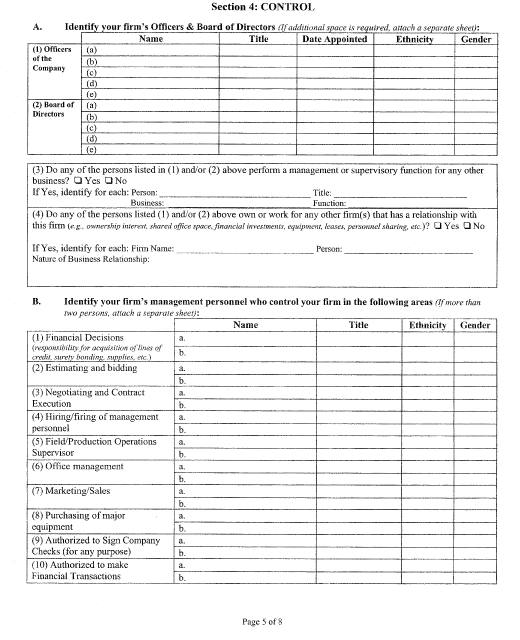 Section 4: CONTROL
A. Identify your firm's Officers & Board of Directors (If additional space is required, attach a separate sheet):
Name Title Date Appointed Ethnicity Gender
(1) Officers of the Company (a)
(b)
(c)
(d)
(e)
(2) Board of Directors (a)
(b)
(c)
(d)
(e)
(3) Do any of the persons listed in (1) and/or (2) above perform a management or supervisory function for any other
business? ❑ Yes ❑ No
If Yes, identify for each: Person: Title:
Business: Function:
(4) Do any of the persons listed (1) and/or (2) above own or work for any other firm(s) that has a relationship with
this firm (e.g., ownership interest, shared office space, financial investments, equipment, leases, personnel sharing, etc.)? ❑ Yes ❑ No
If Yes, identify for each: Firm Name: Person:
Nature of Business Relationship:
B. Identify your firm's management personnel who control your firm in the following areas (If more than
two persons, attach a separate sheet):
Name Title Ethnicity Gender
(1) Financial Decisions a.
(responsibility for acquisition of lines of
credit, surety bonding, supplies, etc.) b.
(2) Estimating and bidding a.
b.
(3) Negotiating and Contract a.
Execution b.
(4) Hiring/firing of management a.
personnel b.
(5) Field/Production Operations a.
Supervisor b.
(6) Office management a.
b.
(7) Marketing/Sales a.
b.
(8) Purchasing of major a.
equipment b.
(9) Authorized to Sign Company a.
Checks (for any purpose) b.
(10) Authorized to make a.
Financial Transactions b.
Page 5 of 8